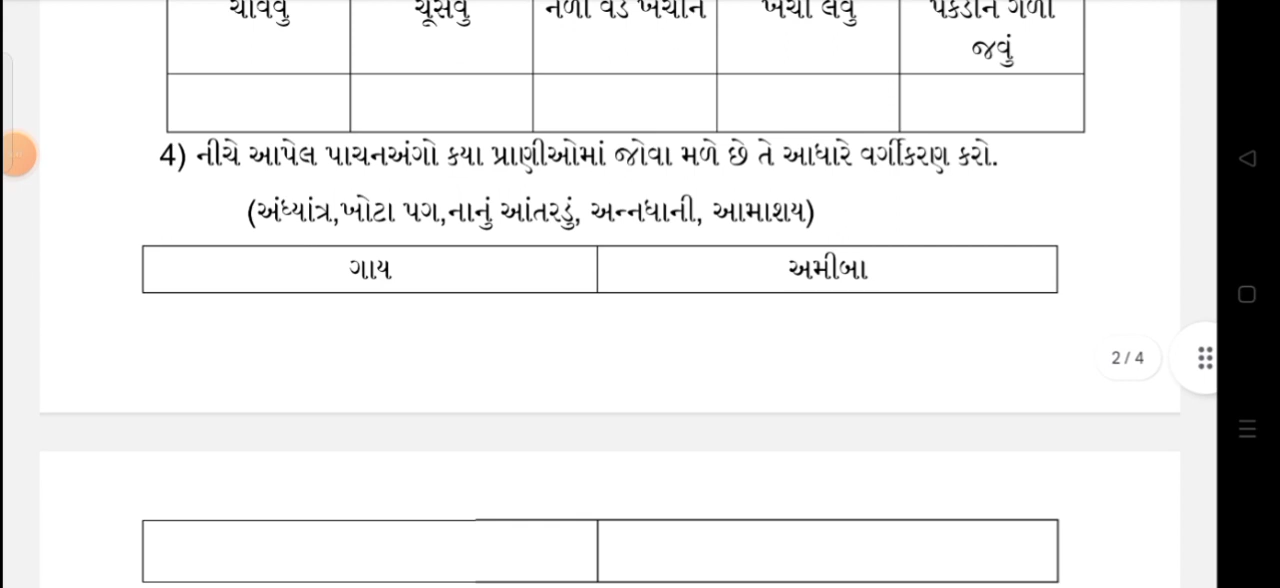 ચાવવું ચૂસવું નળી વડે ખેંચીને ખેંચી લેવું પકડીને ગળી
જવું
4) નીચે આપેલ પાચનઅંગો કયા પ્રાણીઓમાં જોવા મળે છે તે આધારે વર્ગીકરણ કરો.
(અંધ્યાંત્ર,ખોટા પગ,નાનું આંતરડું, અન્નધાની, આમાશય)
ગાય અમીબા
2 / 4